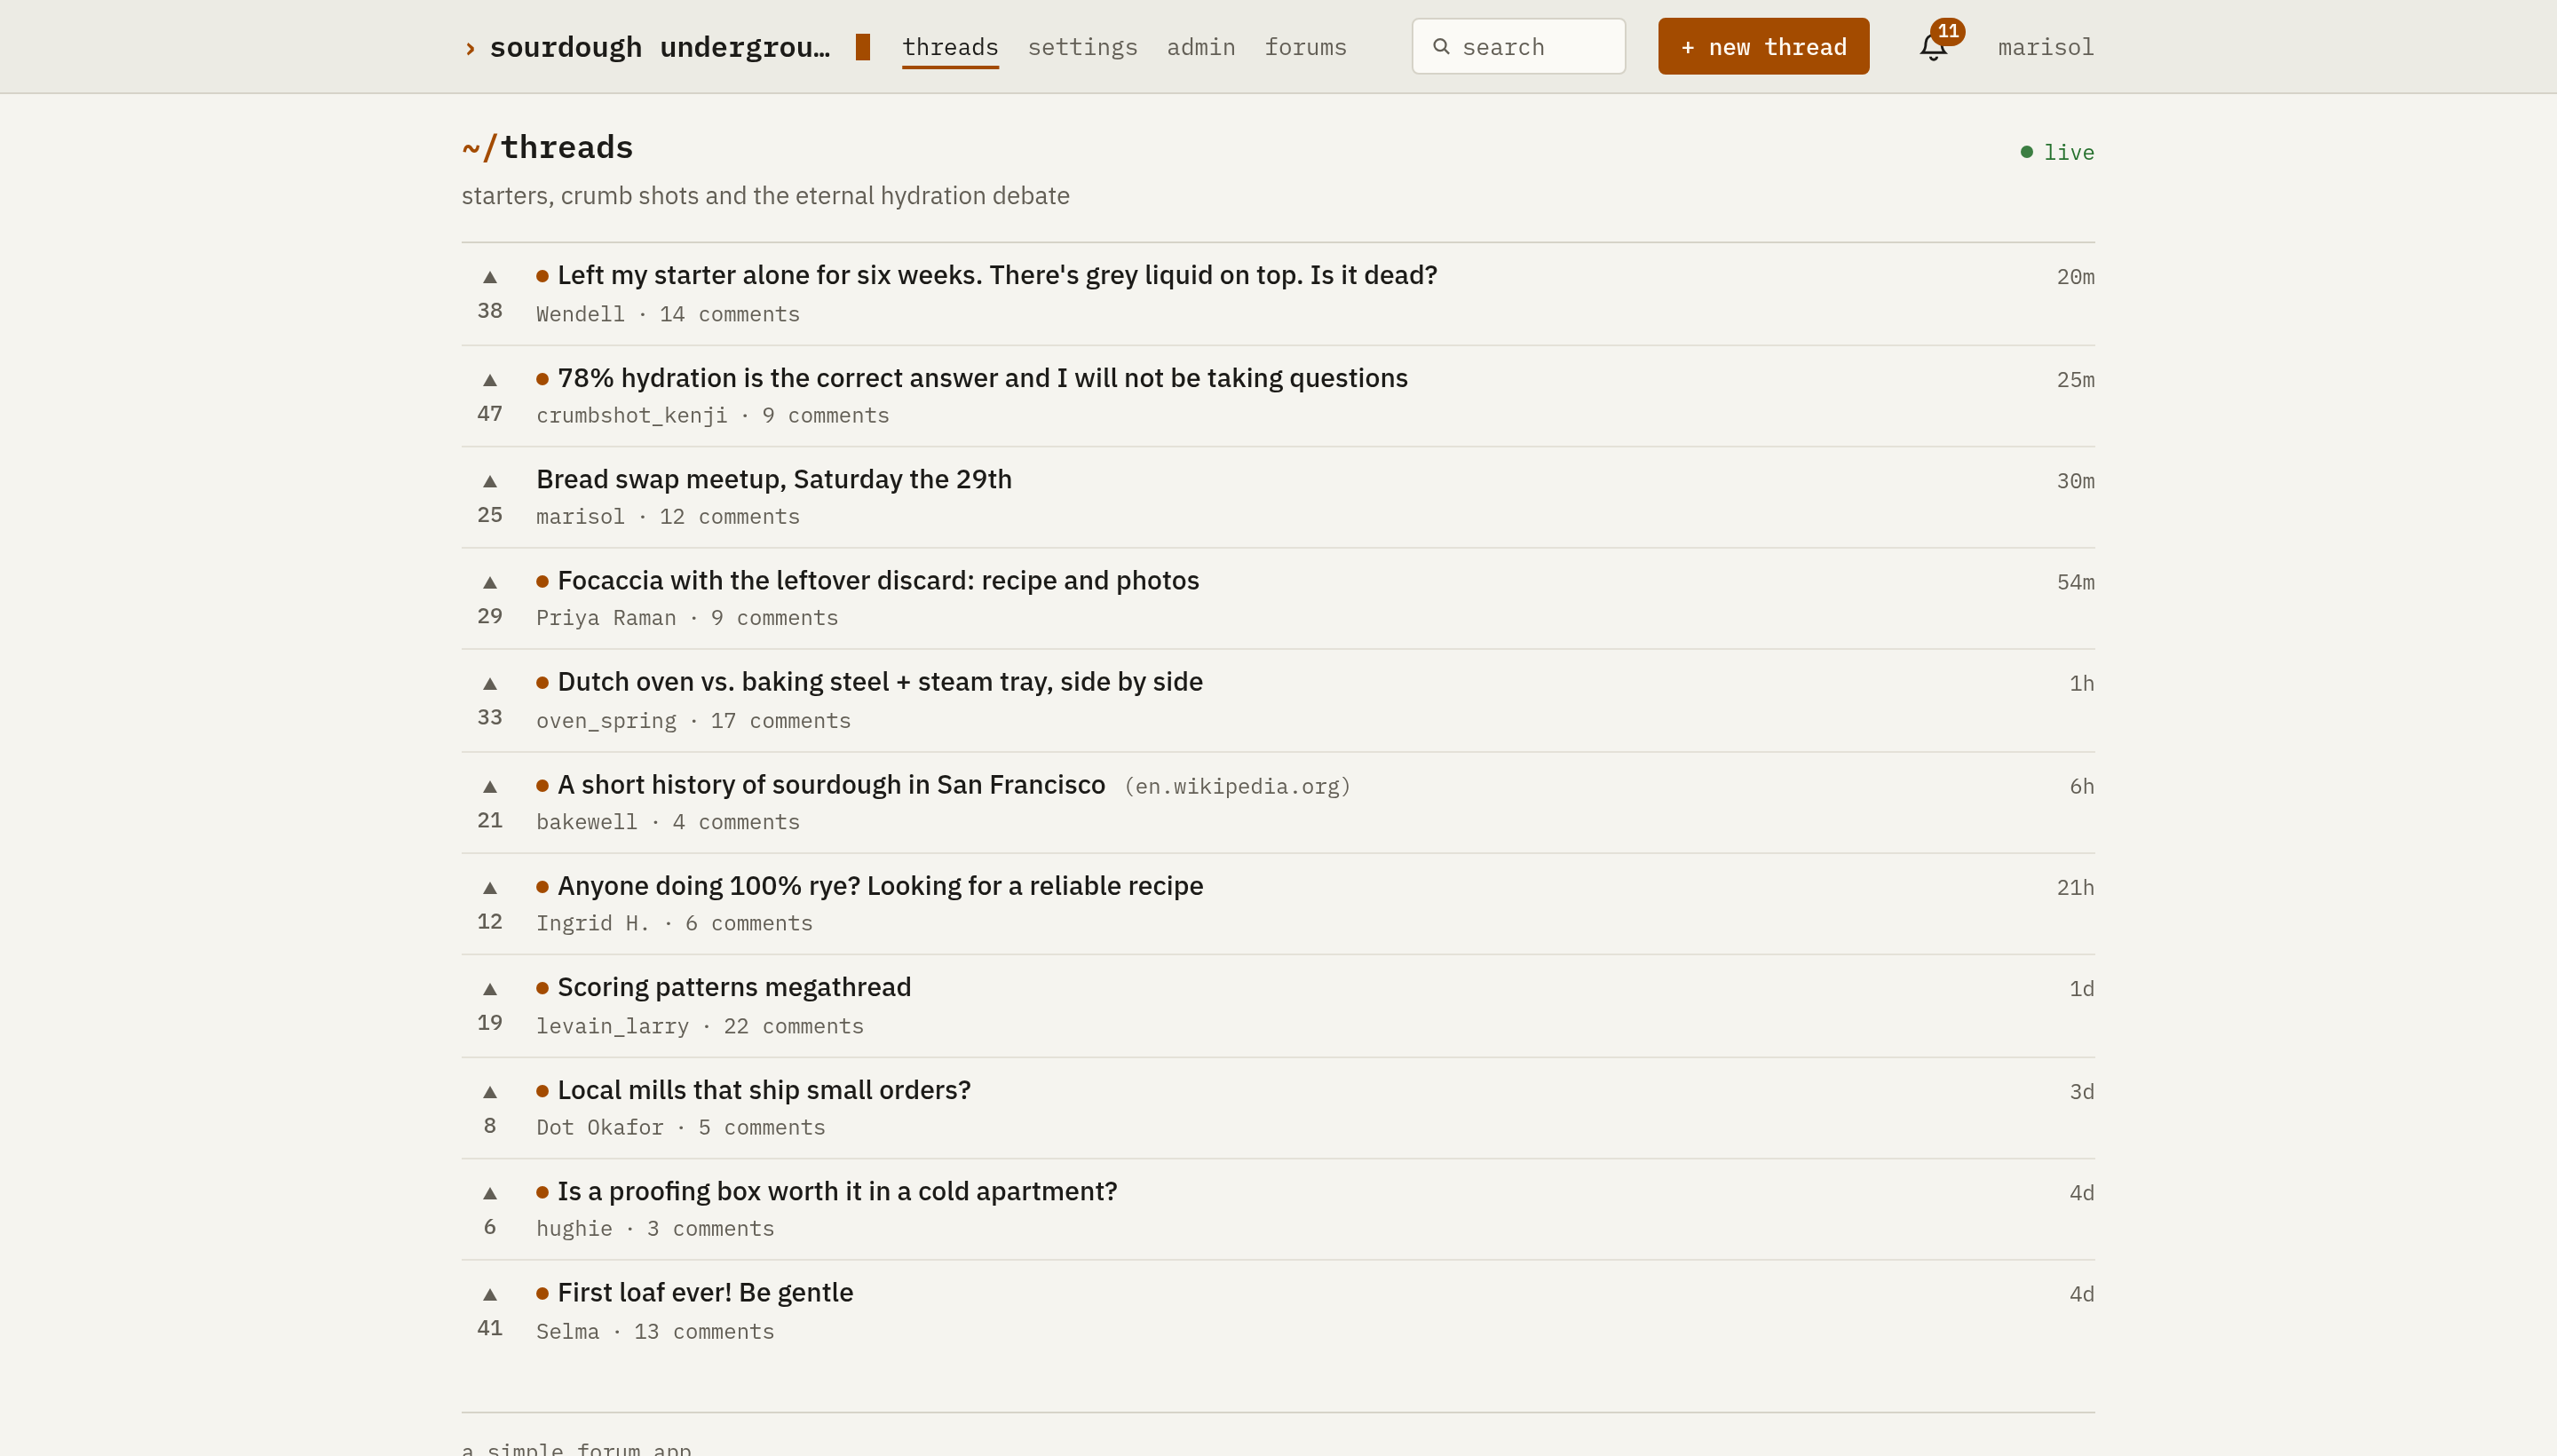 › sourdough undergrou… threads settings admin forums search + new thread 11 marisol
~/threads
live
starters, crumb shots and the eternal hydration debate
Left my starter alone for six weeks. There's grey liquid on top. Is it dead? 20m
38 Wendell · 14 comments
78% hydration is the correct answer and I will not be taking questions 25m
47 crumbshot_kenji · 9 comments
Bread swap meetup, Saturday the 29th 30m
25 marisol · 12 comments
Focaccia with the leftover discard: recipe and photos 54m
29 Priya Raman · 9 comments
Dutch oven vs. baking steel + steam tray, side by side 1h
33 oven_spring · 17 comments
A short history of sourdough in San Francisco (en.wikipedia.org) 6h
21 bakewell · 4 comments
Anyone doing 100% rye? Looking for a reliable recipe 21h
12 Ingrid H. · 6 comments
Scoring patterns megathread 1d
19 levain_larry · 22 comments
Local mills that ship small orders? 3d
8 Dot Okafor · 5 comments
Is a proofing box worth it in a cold apartment? 4d
6 hughie · 3 comments
First loaf ever! Be gentle 4d
41 Selma · 13 comments
a simple forum app